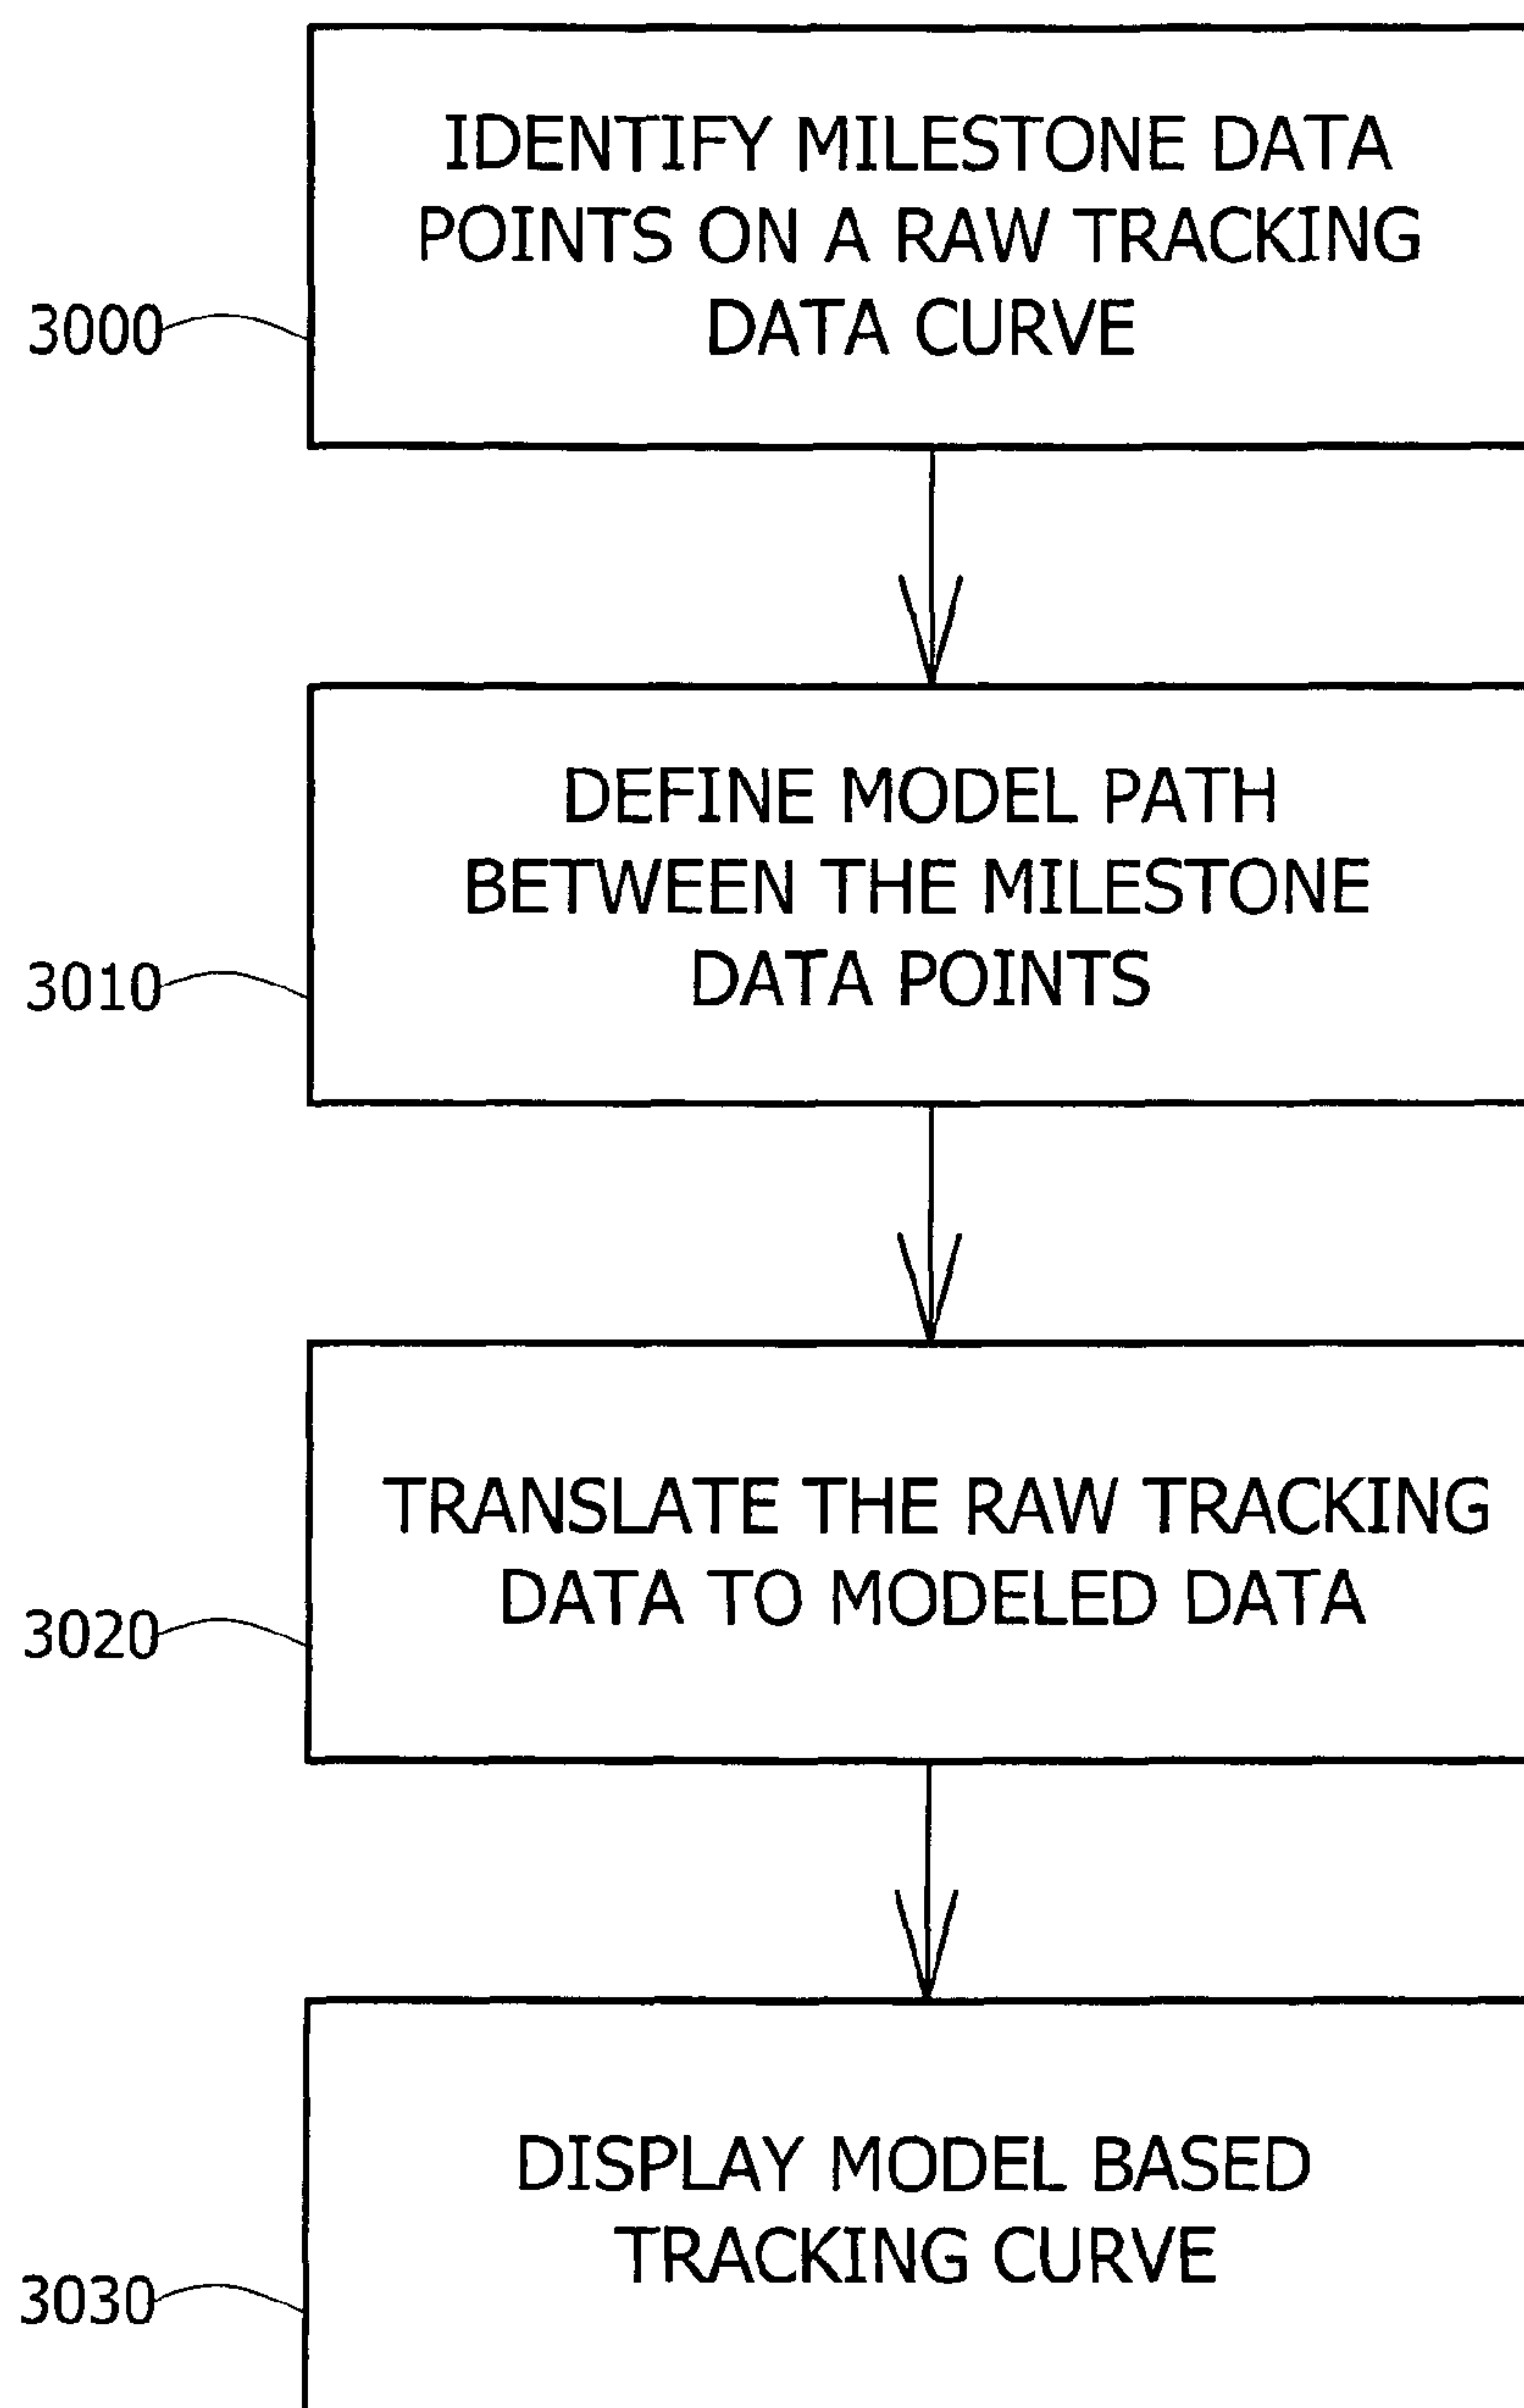 IDENTIFY MILESTONE DATA
POINTS ON A RAW TRACKING
DATA CURVE
3000
DEFINE MODEL PATH
BETWEEN THE MILESTONE
DATA POINTS
3010
TRANSLATE THE RAW TRACKING
DATA TO MODELED DATA
3020
DISPLAY MODEL BASED
TRACKING CURVE
3030